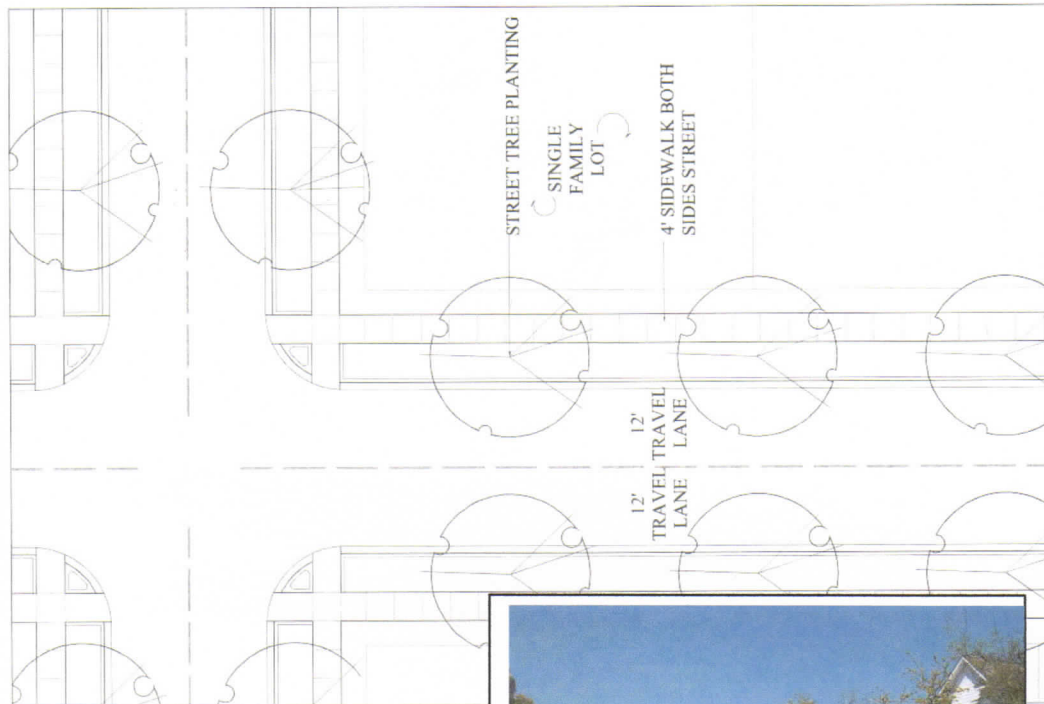 STREET TREE PLANTING
SINGLE
FAMILY
LOT
4' SIDEWALK BOTH
SIDES STREET
12'
TRAVEL
LANE
12'
TRAVEL
LANE